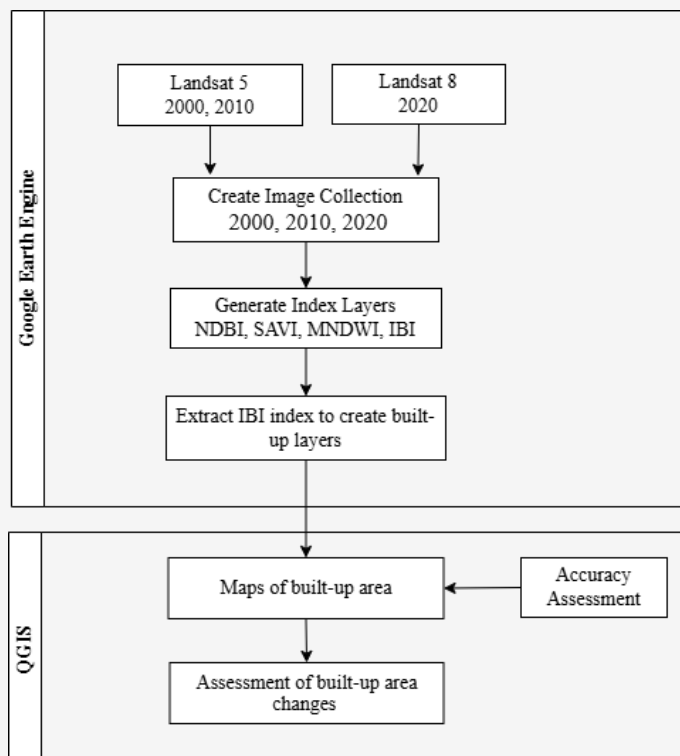 Google Earth Engine
Landsat 5
2000, 2010
Landsat 8
2020
Create Image Collection
2000, 2010, 2020
Generate Index Layers
NDBI, SAVI, MNDWI, IBI
Extract IBI index to create built-
up layers
QGIS
Maps of built-up area
Accuracy
Assessment
Assessment of built-up area
changes